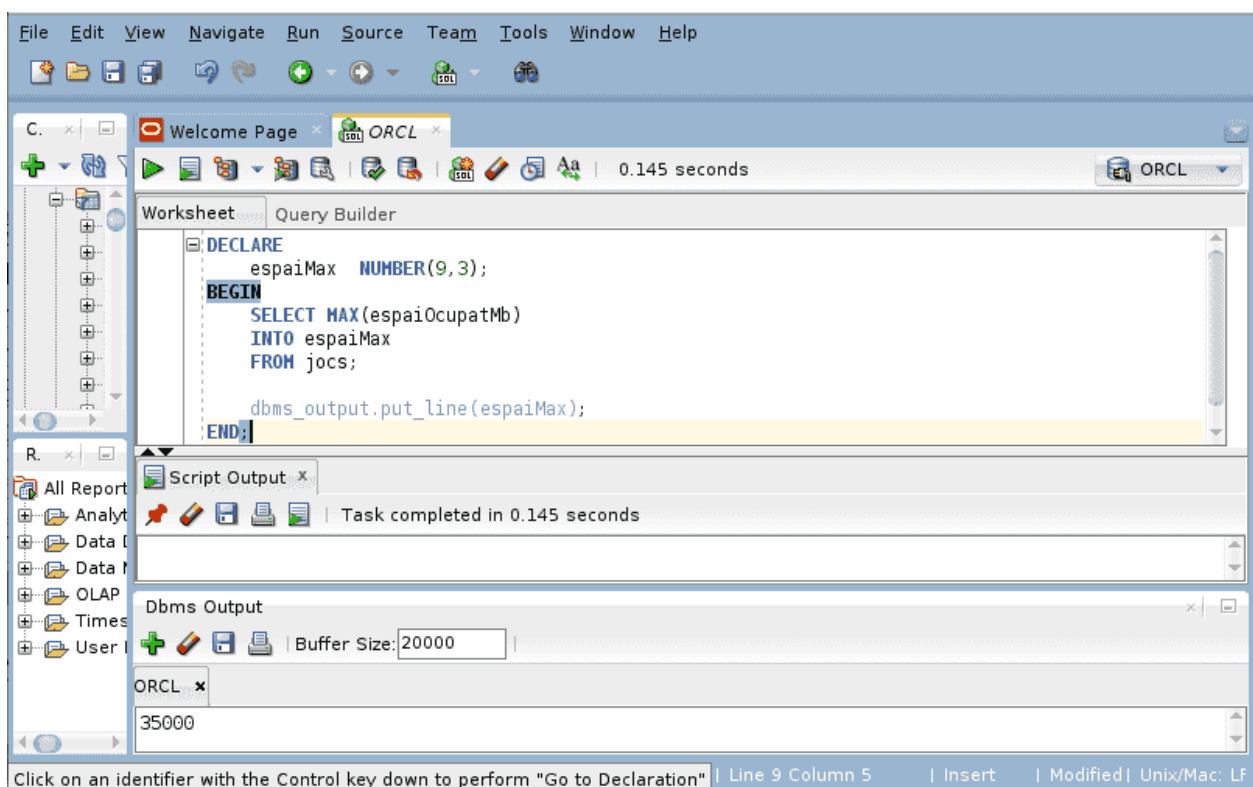 File Edit View Navigate Run Source Team Tools Window Help
C.
Welcome Page
ORCL
0.145 seconds
ORCL
Worksheet
Query Builder
DECLARE
espaiMax NUMBER(9,3);
BEGIN
SELECT MAX(espaiOcupatMb)
INTO espaiMax
FROM jocs;
dbms_output.put_line(espaiMax);
END;
R.
All Report
Analyt
Data
Data
OLAP
Times
User
Script Output
Task completed in 0.145 seconds
Dbms Output
Buffer Size: 20000
ORCL
35000
Click on an identifier with the Control key down to perform "Go to Declaration" | Line 9 Column 5 | Insert | Modified | Unix/Mac: LF